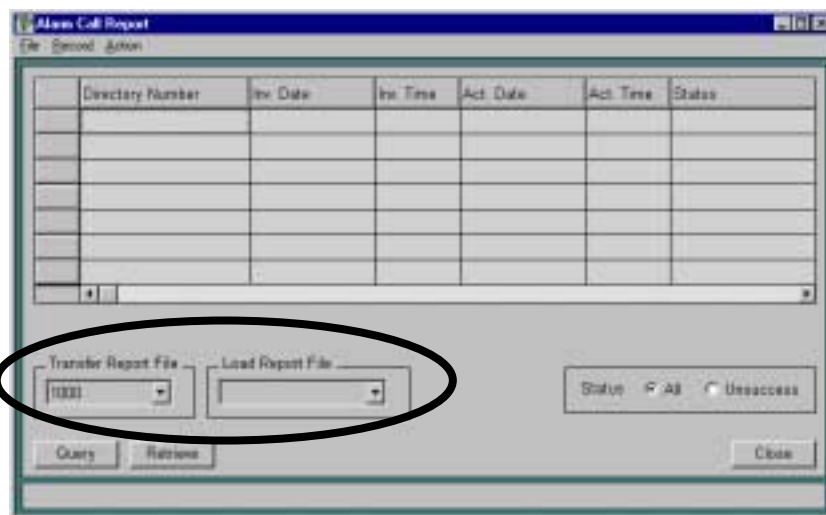 Alarm Call Report
File Record Action
Directory Number Inv. Date Inv. Time Act. Date Act. Time Status
Transfer Report File Load Report File
1000
Status All Unsuccess
Query Retrieve Close